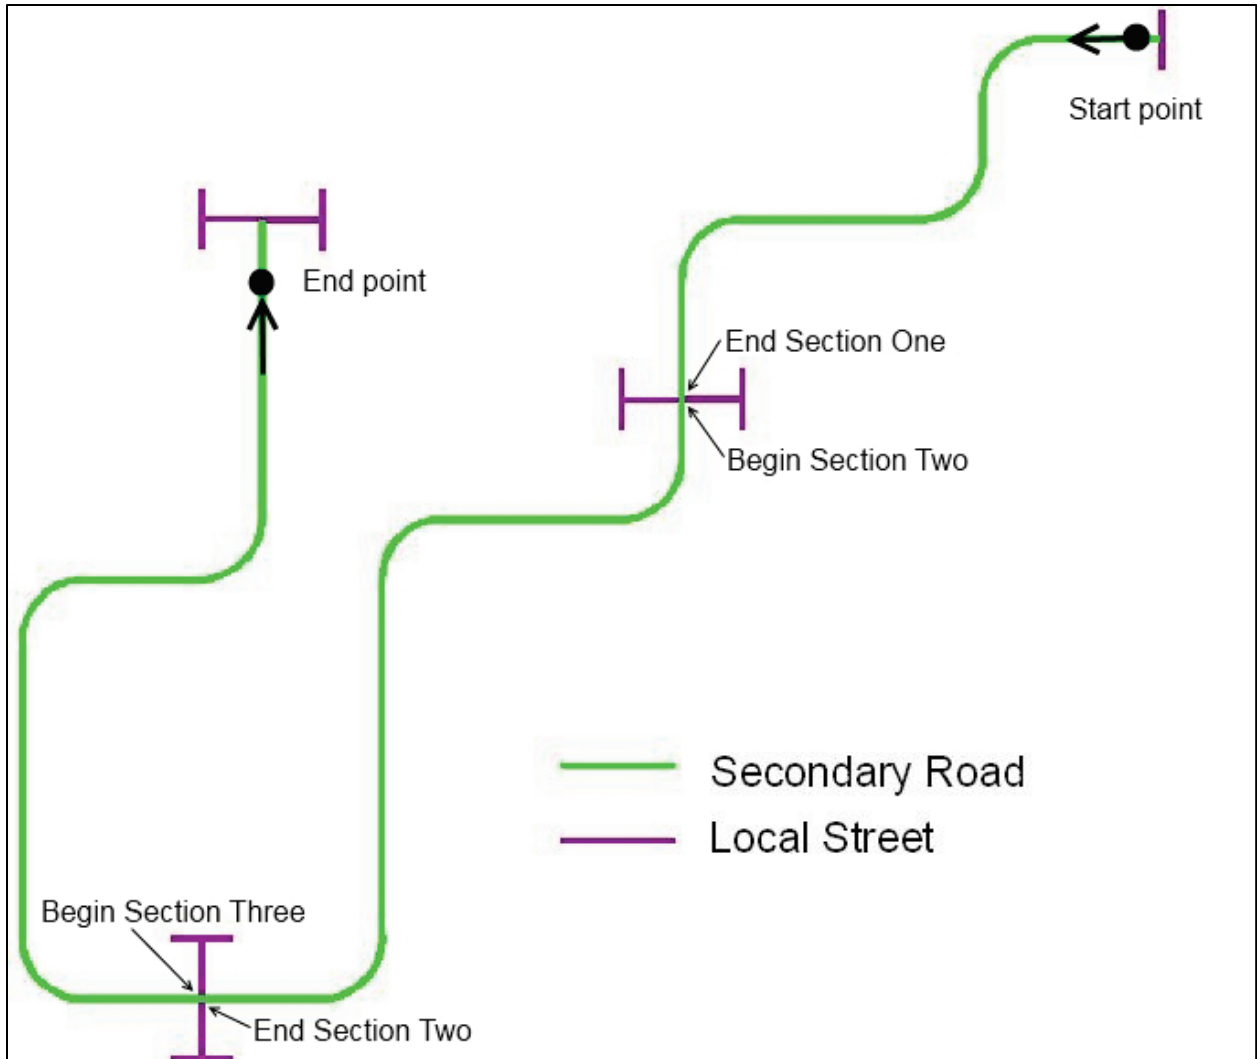 Start point
End point
End Section One
Begin Section Two
Secondary Road
Local Street
Begin Section Three
End Section Two